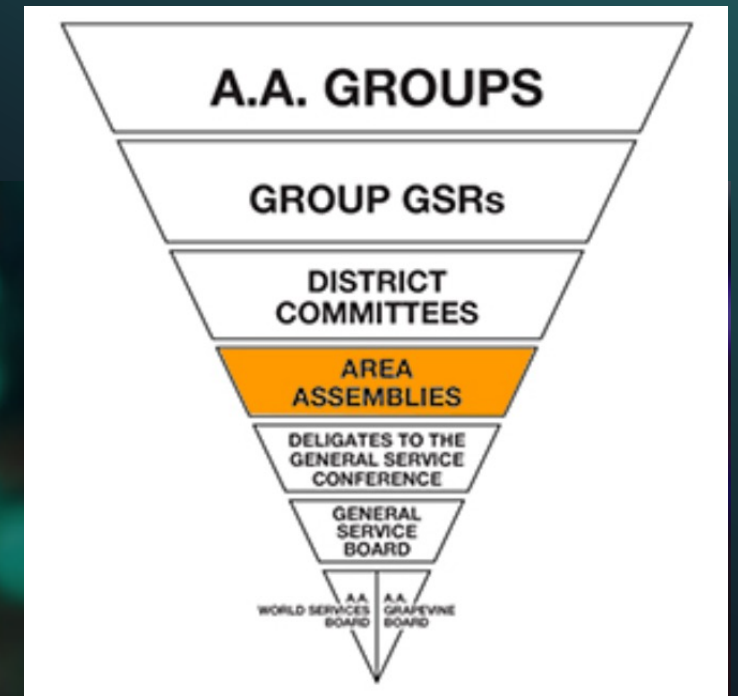 A.A. GROUPS
GROUP GSRs
DISTRICT
COMMITTEES
AREA
ASSEMBLIES
DELIGATES TO THE
GENERAL SERVICE
CONFERENCE
GENERAL
SERVICE
BOARD
A.A.
WORLD SERVICES
BOARD
A.A.
GRAPEVINE
BOARD